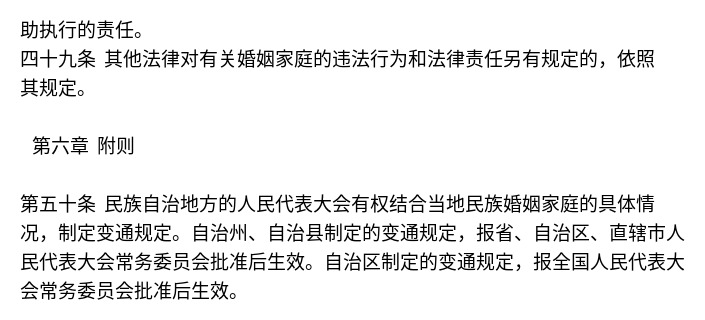 助执行的责任。
四十九条 其他法律对有关婚姻家庭的违法行为和法律责任另有规定的，依照
其规定。
第六章 附则
第五十条 民族自治地方的人民代表大会有权结合当地民族婚姻家庭的具体情
况，制定变通规定。自治州、自治县制定的变通规定，报省、自治区、直辖市人
民代表大会常务委员会批准后生效。自治区制定的变通规定，报全国人民代表大
会常务委员会批准后生效。